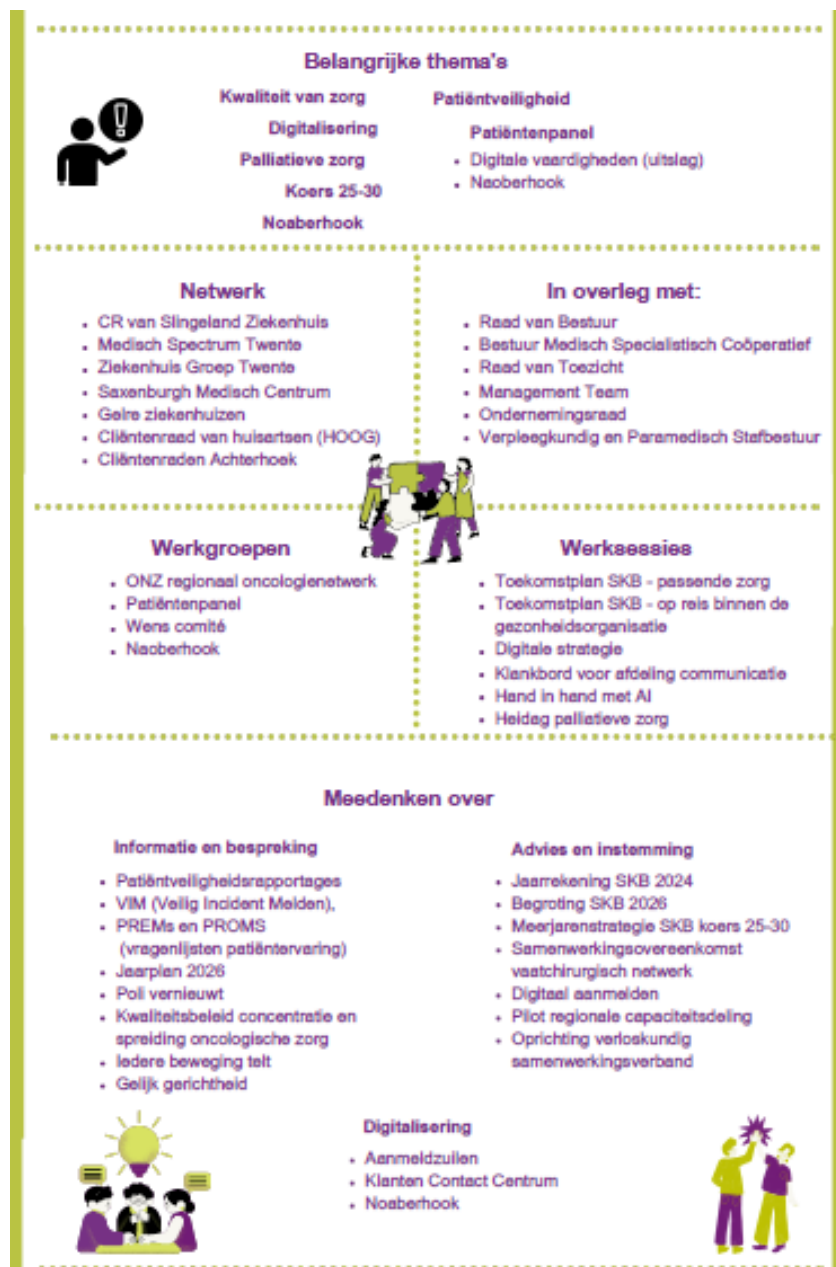 Belangrijke thema's
Kwaliteit van zorg
Digitalisering
Palliatieve zorg
Koers 25-30
Noaberhook
Patiëntveiligheid
Patiëntenpanel
• Digitale vaardigheden (uitslag)
• Naoberhook
Netwerk
• CR van Slingeland Ziekenhuis
• Medisch Spectrum Twente
• Ziekenhuis Groep Twente
• Saxenburgh Medisch Centrum
• Gelre ziekenhuizen
• Cliëntenraad van huisartsen (HOOG)
• Cliëntenraden Achterhoek
In overleg met:
• Raad van Bestuur
• Bestuur Medisch Specialistisch Coöperatief
• Raad van Toezicht
• Management Team
• Ondernemingsraad
• Verpleegkundig en Paramedisch Stafbestuur
Werkgroepen
• ONZ regionaal oncologienetwerk
• Patiëntenpanel
• Wens comité
• Naoberhook
Werksessies
• Toekomstplan SKB - passende zorg
• Toekomstplan SKB - op reis binnen de
gezonheidsorganisatie
• Digitale strategie
• Klankbord voor afdeling communicatie
• Hand in hand met AI
• Heidag palliatieve zorg
Meedenken over
Informatie en bespreking
• Patiëntveiligheidsrapportages
• VIM (Veilig Incident Melden),
• PREMs en PROMS
(vragenlijsten patiëntervaring)
• Jaarplan 2026
• Poli vernieuwt
• Kwaliteitsbeleid concentratie en
spreiding oncologische zorg
• Iedere beweging telt
• Gelijk gerichtheid
Advies en instemming
• Jaarrekening SKB 2024
• Begroting SKB 2026
• Meerjarenstrategie SKB koers 25-30
• Samenwerkingsovereenkomst
vaatchirurgisch netwerk
• Digitaal aanmelden
• Pilot regionale capaciteitsdeling
• Oprichting verloskundig
samenwerkingsverband
Digitalisering
• Aanmeldzuilen
• Klanten Contact Centrum
• Noaberhook